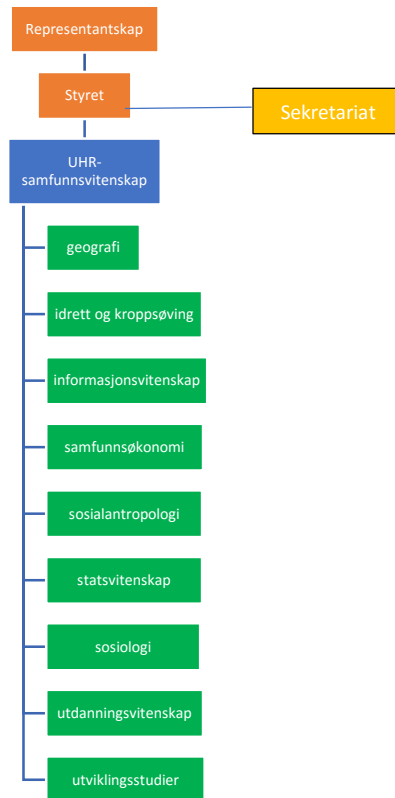 Representantskap
Styret
Sekretariat
UHR-
samfunnsvitenskap
geografi
idrett og kroppsøving
informasjonsvitenskap
samfunnsøkonomi
sosialantropologi
statsvitenskap
sosiologi
utdanningsvitenskap
utviklingsstudier